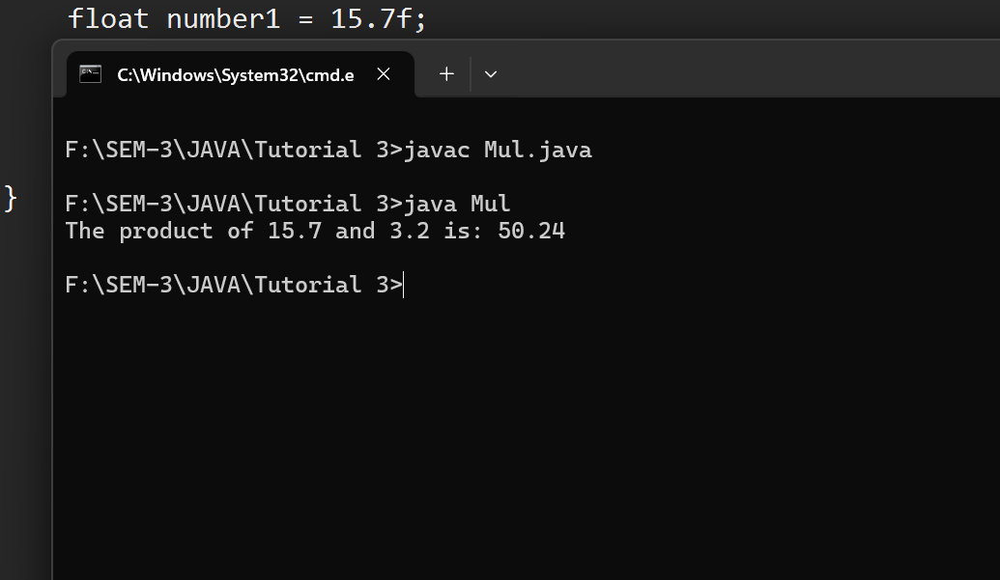 float number1 = 15.7f;
C:\Windows\System32\cmd.e
F:\SEM-3\JAVA\Tutorial 3>javac Mul.java
}
F:\SEM-3\JAVA\Tutorial 3>java Mul
The product of 15.7 and 3.2 is: 50.24
F:\SEM-3\JAVA\Tutorial 3>